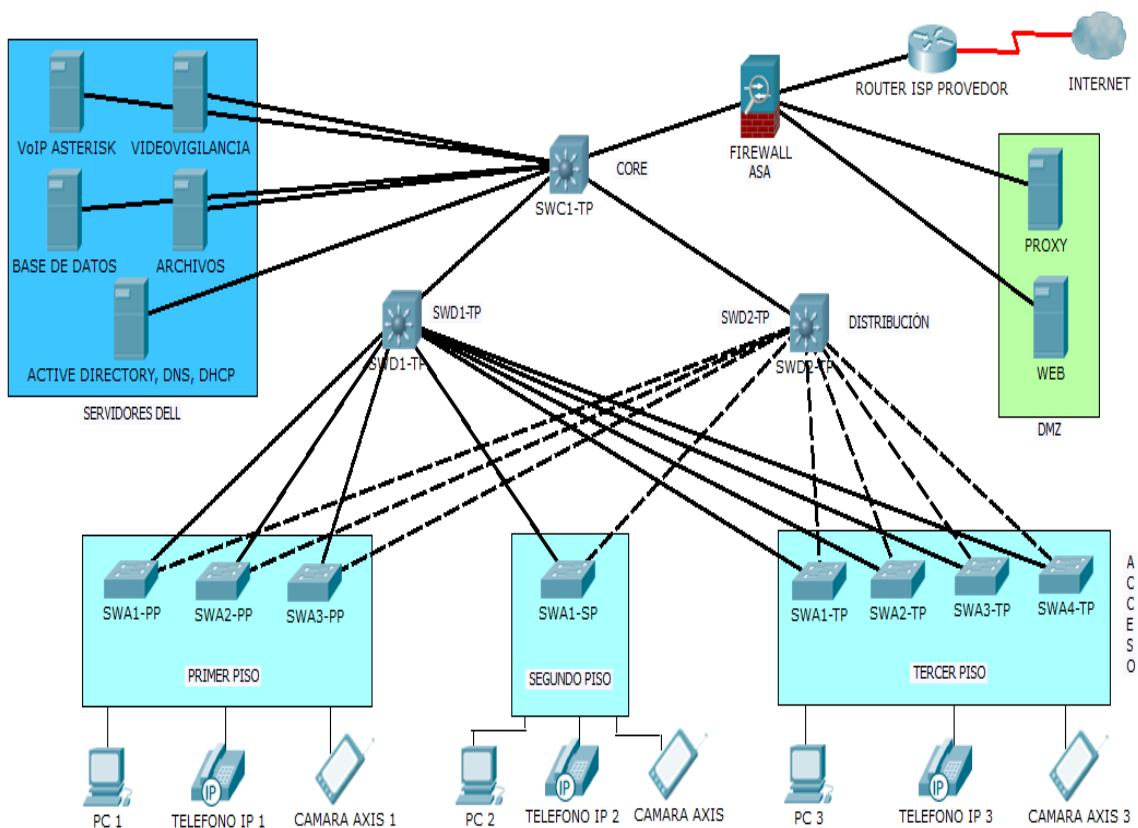 INTERNET
ROUTER ISP PROVEDOR
VoIP ASTERISK
VIDEOVIGILANCIA
FIREWALL
ASA
CORE
SWC1-TP
PROXY
BASE DE DATOS
ARCHIVOS
SWD1-TP
SWD2-TP
DISTRIBUCIÓN
SWD1-TP
SWD2-TP
WEB
ACTIVE DIRECTORY, DNS, DHCP
SERVIDORES DELL
DMZ
SWA1-PP
SWA2-PP
SWA3-PP
SWA1-SP
SWA1-TP
SWA2-TP
SWA3-TP
SWA4-TP
ACCESO
PRIMER PISO
SEGUNDO PISO
TERCER PISO
PC 1
TELEFONO IP 1
CAMARA AXIS 1
PC 2
TELEFONO IP 2
CAMARA AXIS
PC 3
TELEFONO IP 3
CAMARA AXIS 3
IP
IP
IP